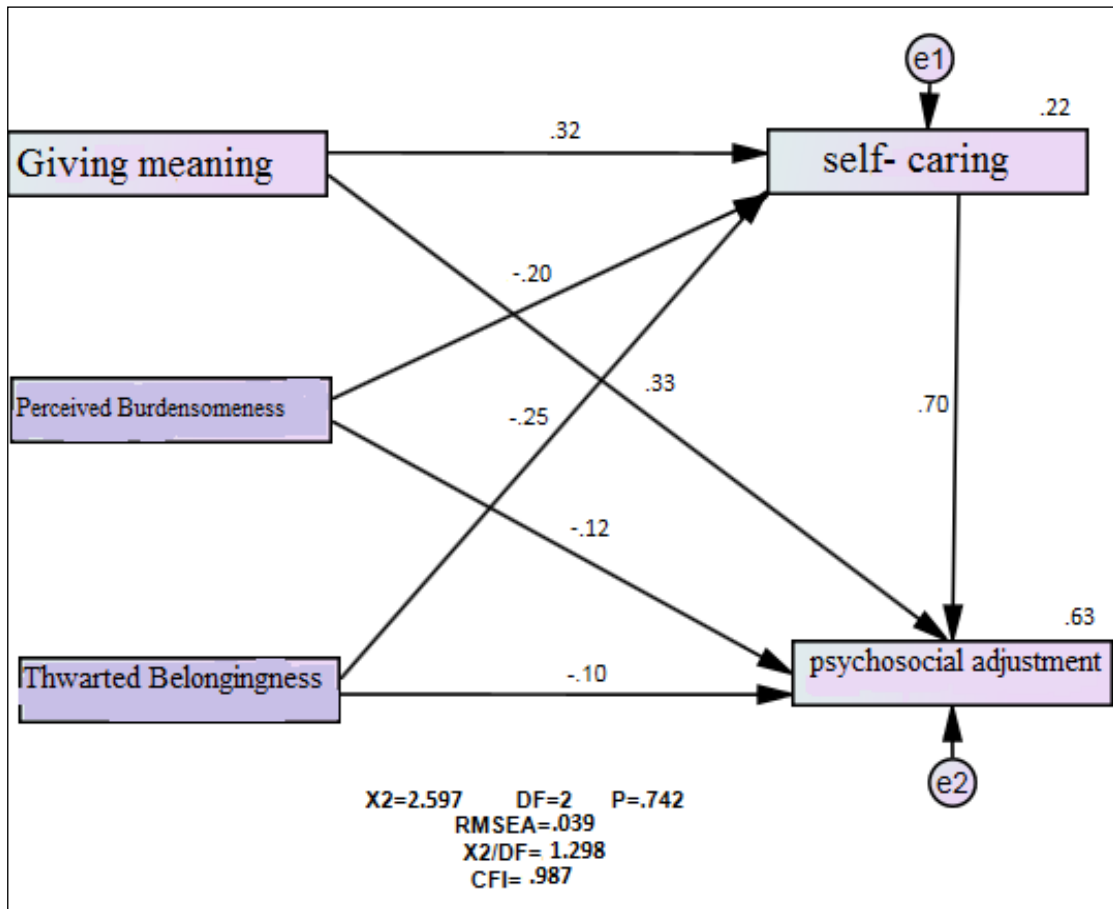 e1
.22
.32
Giving meaning
self- caring
-.20
.33
-.25
.70
Perceived Burdensomeness
-.12
.63
Thwarted Belongingness
-.10
psychosocial adjustment
e2
X2=2.597 DF=2 P=.742
RMSEA=.039
X2/DF= 1.298
CFI= .987